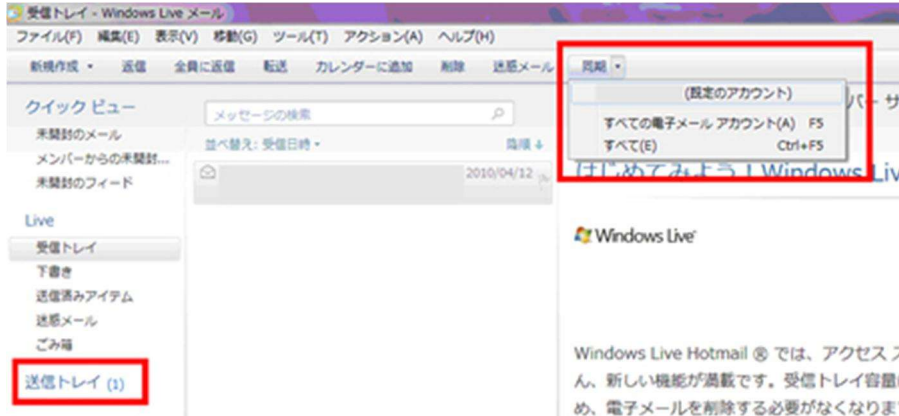 受信トレイ - Windows Live メール
ファイル(F) 編集(E) 表示(V) 移動(G) ツール(T) アクション(A) ヘルプ(H)
新規作成 返信 全員に返信 転送 カレンダーに追加 削除 迷惑メール 同期
(既定のアカウント)
すべての電子メール アカウント(A) F5
すべて(E) Ctrl+F5
クイック ビュー
未開封のメール
メンバーからの未開封...
未開封のフィード
Live
受信トレイ
下書き
送信済みアイテム
迷惑メール
ごみ箱
送信トレイ (1)
メッセージの検索
並べ替え: 受信日時 降順
2010/04/12
バー サ
はじめてみよう！Windows Liv
Windows Live
Windows Live Hotmail ® では、アクセス ス
ん、新しい機能が満載です。受信トレイ容量
め、電子メールを削除する必要がなくなりま